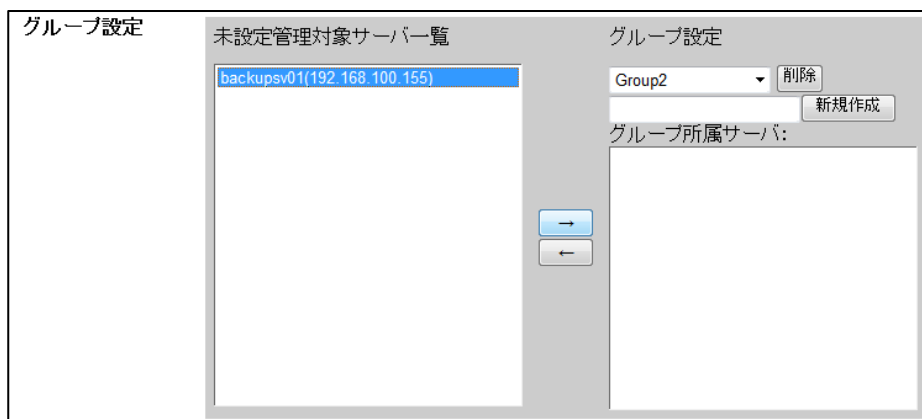 グループ設定
未設定管理対象サーバ一覧
backupsv01(192.168.100.155)
→
←
グループ設定
Group2
削除
新規作成
グループ所属サーバ: